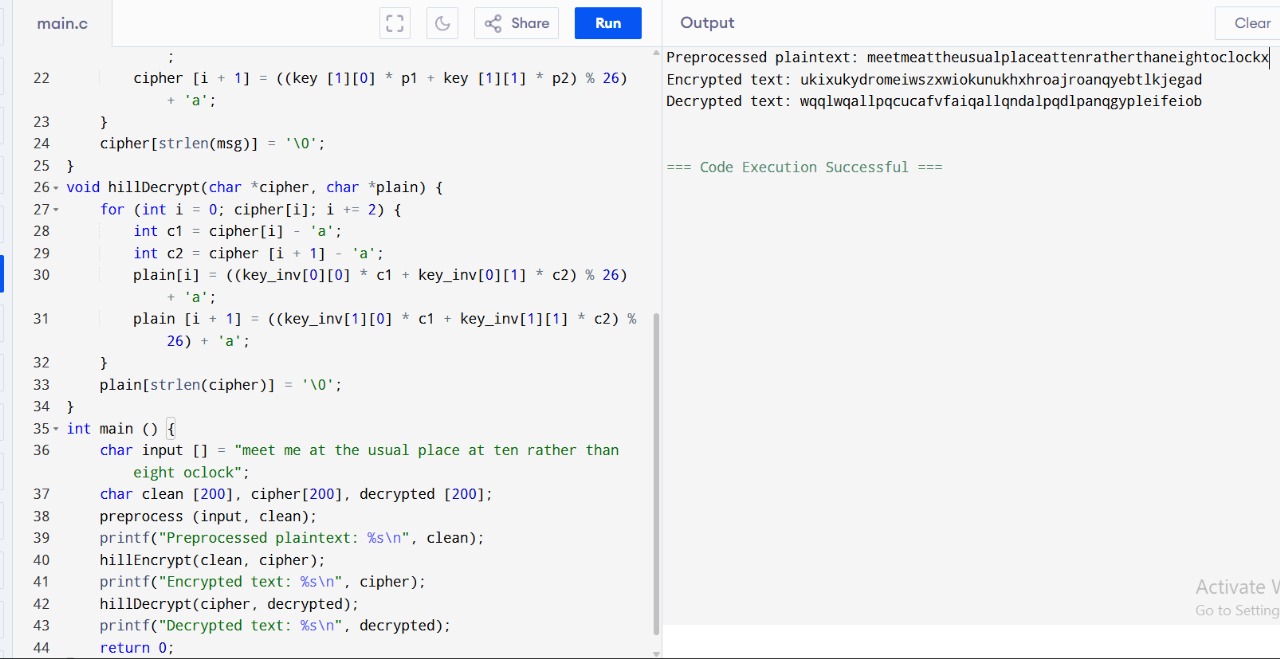 main.c
Share
Run
Output
Clear
;
22 cipher [i + 1] = ((key [1][0] * p1 + key [1][1] * p2) % 26)
+ 'a';
23 }
24 cipher[strlen(msg)] = '\0';
25 }
26 void hillDecrypt(char *cipher, char *plain) {
27 for (int i = 0; cipher[i]; i += 2) {
28 int c1 = cipher[i] - 'a';
29 int c2 = cipher [i + 1] - 'a';
30 plain[i] = ((key_inv[0][0] * c1 + key_inv[0][1] * c2) % 26)
+ 'a';
31 plain [i + 1] = ((key_inv[1][0] * c1 + key_inv[1][1] * c2) %
26) + 'a';
32 }
33 plain[strlen(cipher)] = '\0';
34 }
35 int main () {
36 char input [] = "meet me at the usual place at ten rather than
eight oclock";
37 char clean [200], cipher[200], decrypted [200];
38 preprocess (input, clean);
39 printf("Preprocessed plaintext: %s\n", clean);
40 hillEncrypt(clean, cipher);
41 printf("Encrypted text: %s\n", cipher);
42 hillDecrypt(cipher, decrypted);
43 printf("Decrypted text: %s\n", decrypted);
44 return 0;
Preprocessed plaintext: meetmeattheusualplaceattenratherthaneightoclockx
Encrypted text: ukixukydromeiwszxwiokunukhxhroajroanqyebtlkjegad
Decrypted text: wqqlwqallpqcucafvfaiqallqndalpqdlpanqgypleifeiob
=== Code Execution Successful ===
Activate W
Go to Setting